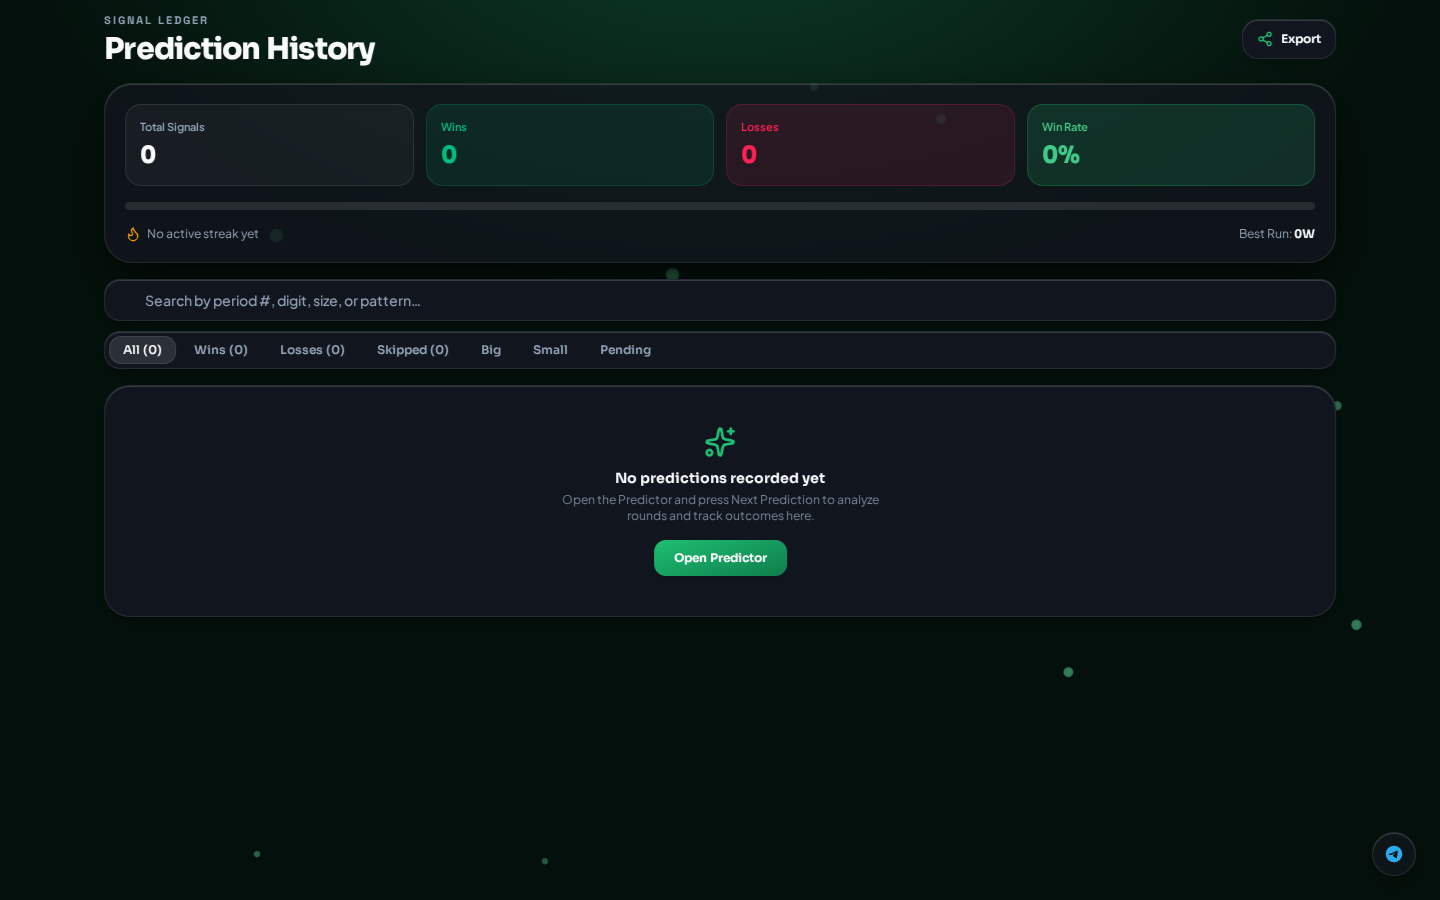 SIGNAL LEDGER
Prediction History
Export
Total Signals
0
Wins
0
Losses
0
Win Rate
0%
No active streak yet
Best Run: 0W
Search by period #, digit, size, or pattern...
All (0)
Wins (0)
Losses (0)
Skipped (0)
Big
Small
Pending
No predictions recorded yet
Open the Predictor and press Next Prediction to analyze
rounds and track outcomes here.
Open Predictor